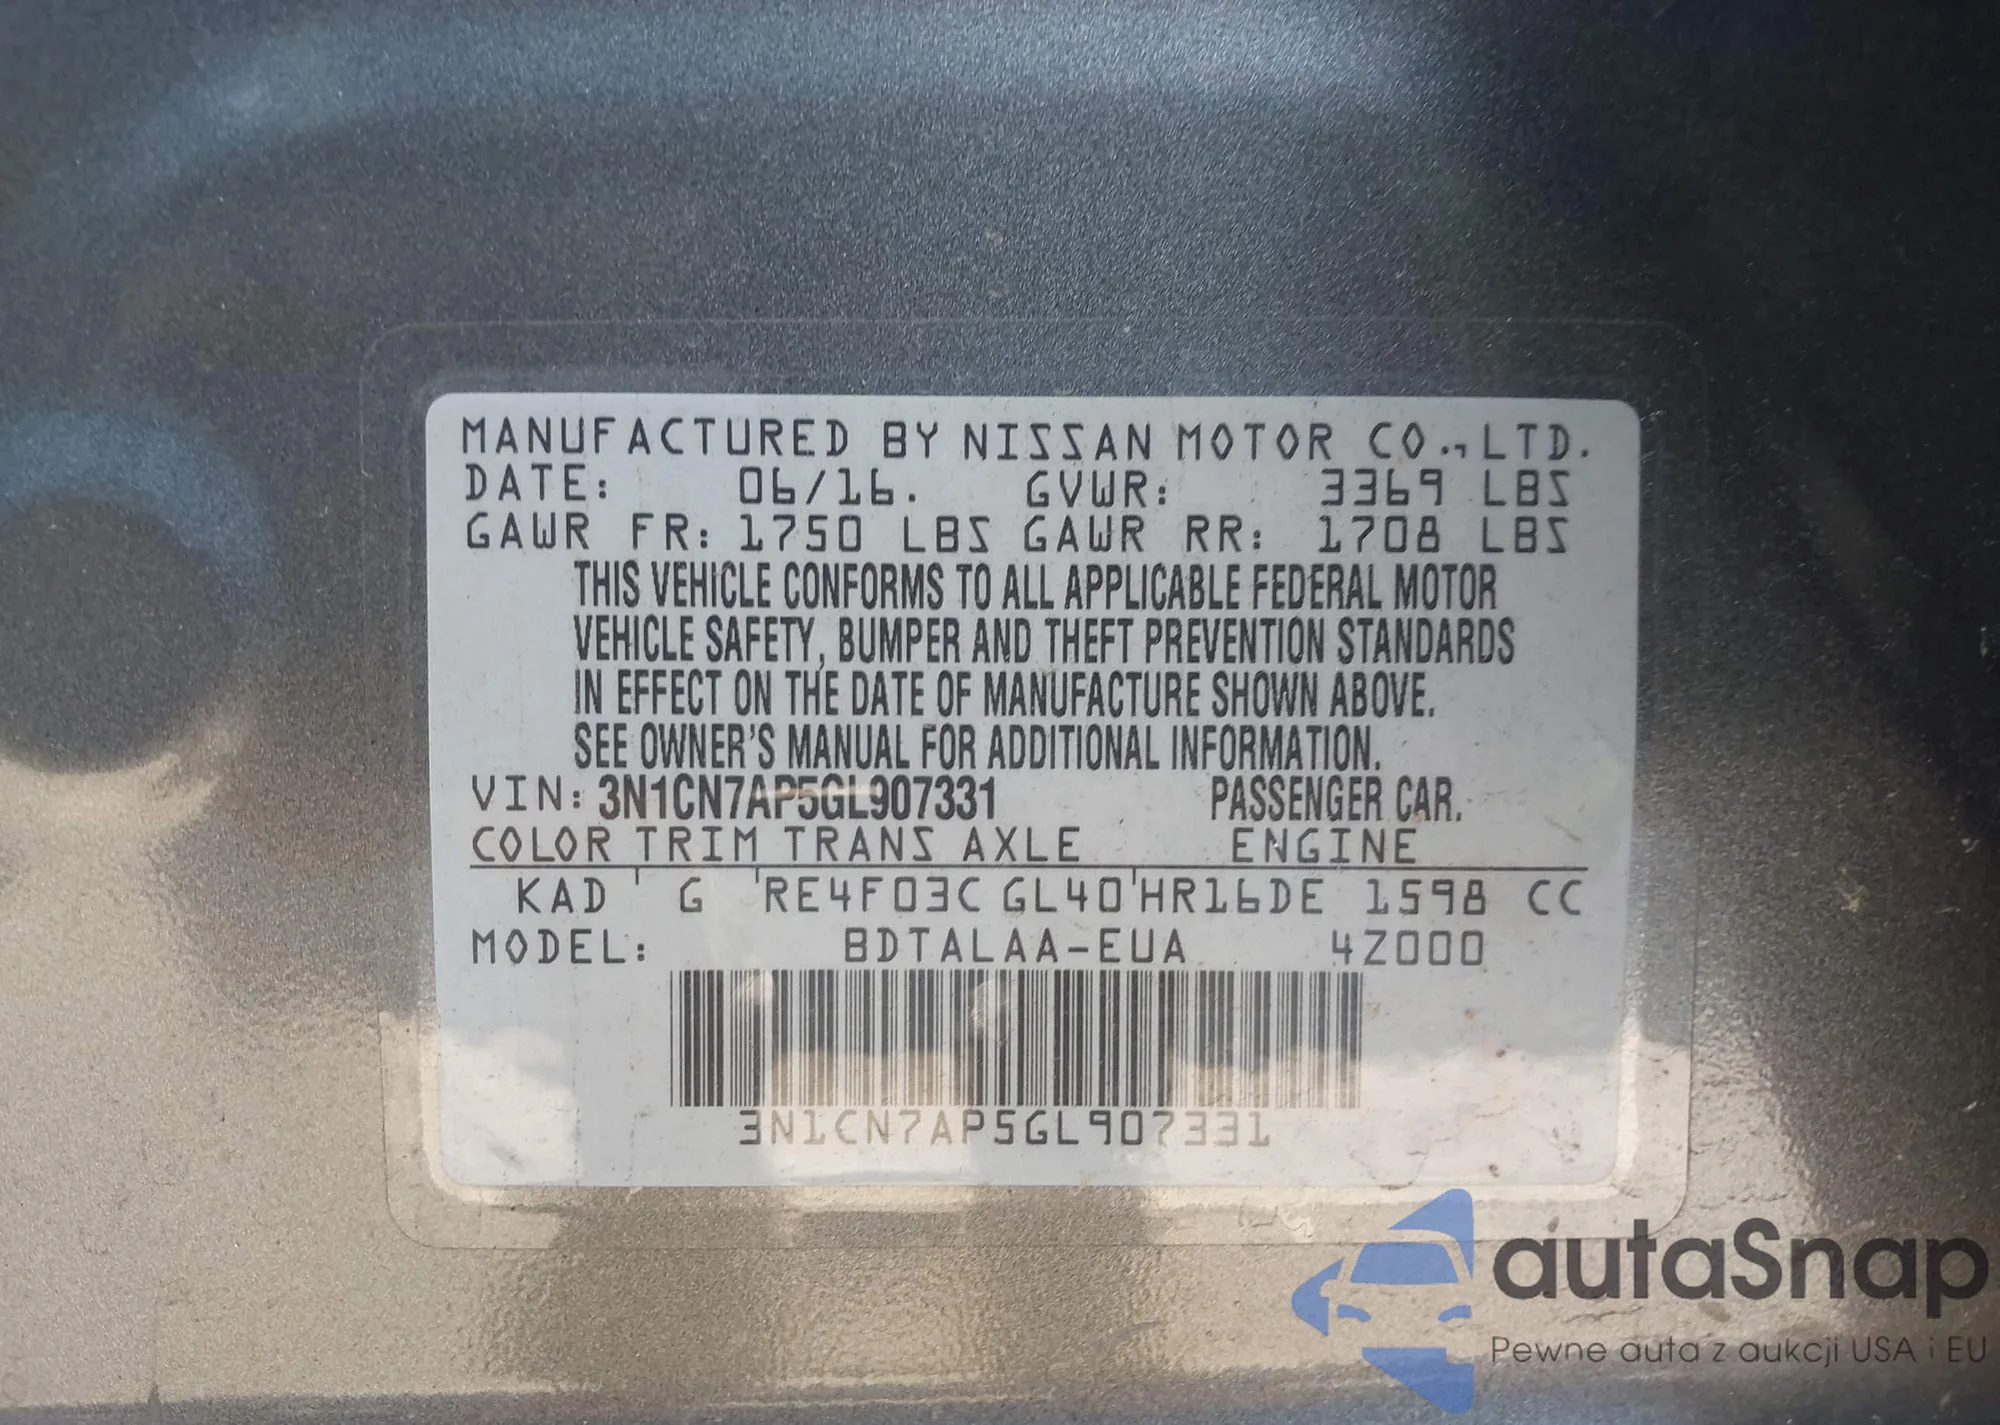 MANUFACTURED BY NISSAN MOTOR CO., LTD.
DATE: 06/16. GVWR: 3369 LBS
GAWR FR: 1750 LBS GAWR RR: 1708 LBS
THIS VEHICLE CONFORMS TO ALL APPLICABLE FEDERAL MOTOR
VEHICLE SAFETY, BUMPER AND THEFT PREVENTION STANDARDS
IN EFFECT ON THE DATE OF MANUFACTURE SHOWN ABOVE.
SEE OWNER'S MANUAL FOR ADDITIONAL INFORMATION.
VIN: 3N1CN7AP5GL907331 PASSENGER CAR.
COLOR TRIM TRANS AXLE ENGINE
KAD G RE4F03C GL40 HR16DE 1598 CC
MODEL: BDTALAA-EUA 4Z000
3N1CN7AP5GL907331
autaSnap
Pewne auta z aukcji USA i EU